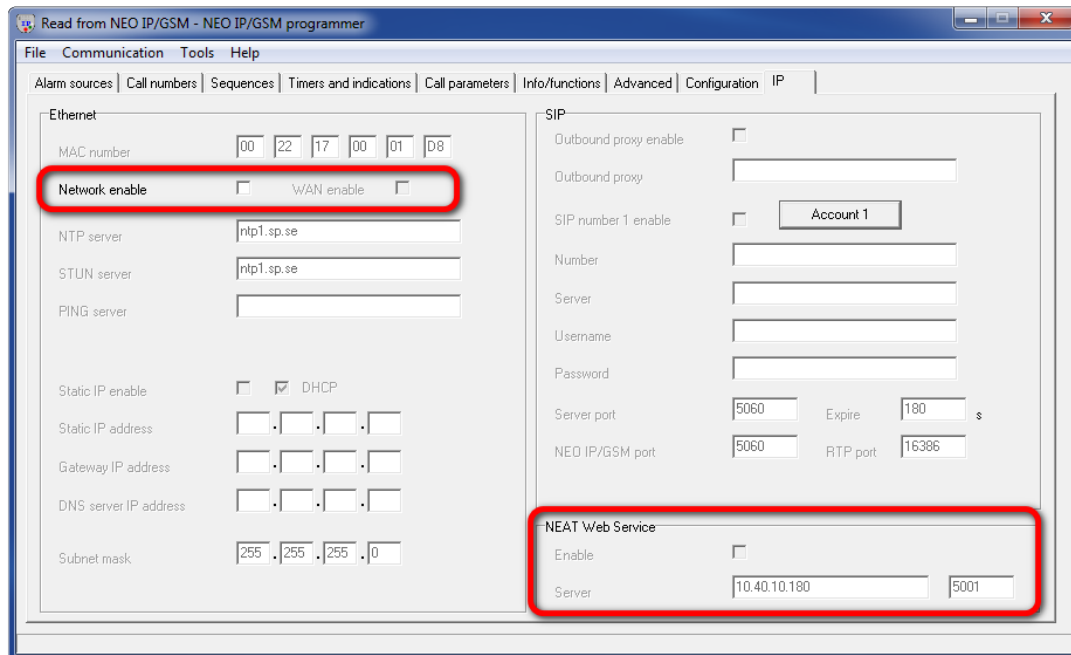 Read from NEO IP/GSM - NEO IP/GSM programmer
File Communication Tools Help
Alarm sources Call numbers Sequences Timers and indications Call parameters Info/functions Advanced Configuration IP
Ethernet
MAC number 00 22 17 00 01 D8
Network enable WAN enable
NTP server ntp1.sp.se
STUN server ntp1.sp.se
PING server
Static IP enable DHCP
Static IP address . . .
Gateway IP address . . .
DNS server IP address . . .
Subnet mask 255 . 255 . 255 . 0
SIP
Outbound proxy enable
Outbound proxy
SIP number 1 enable Account 1
Number
Server
Username
Password
Server port 5060 Expire 180 s
NEO IP/GSM port 5060 RTP port 16386
NEAT Web Service
Enable
Server 10.40.10.180 5001